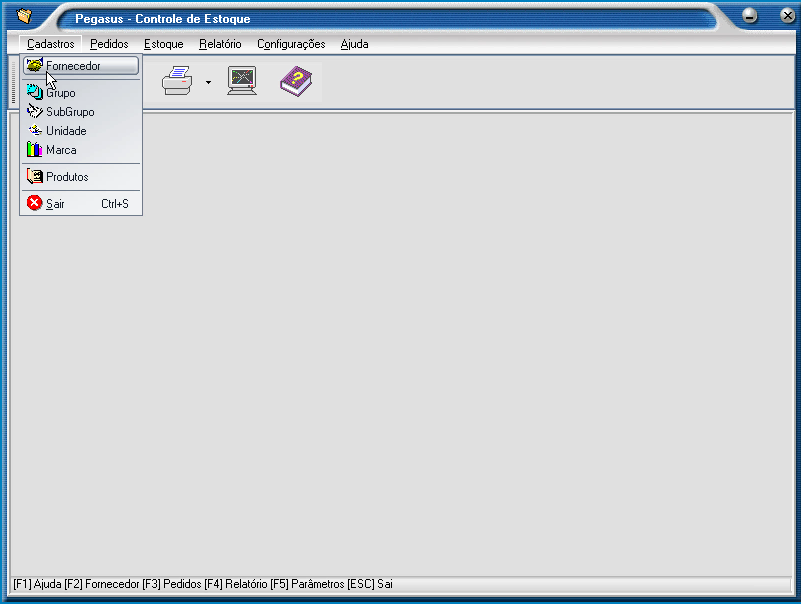 Pegasus - Controle de Estoque
Cadastros Pedidos Estoque Relatório Configurações Ajuda
Fornecedor
Grupo
SubGrupo
Unidade
Marca
Produtos
Sair Ctrl+S
[F1] Ajuda [F2] Fornecedor [F3] Pedidos [F4] Relatório [F5] Parâmetros [ESC] Sai